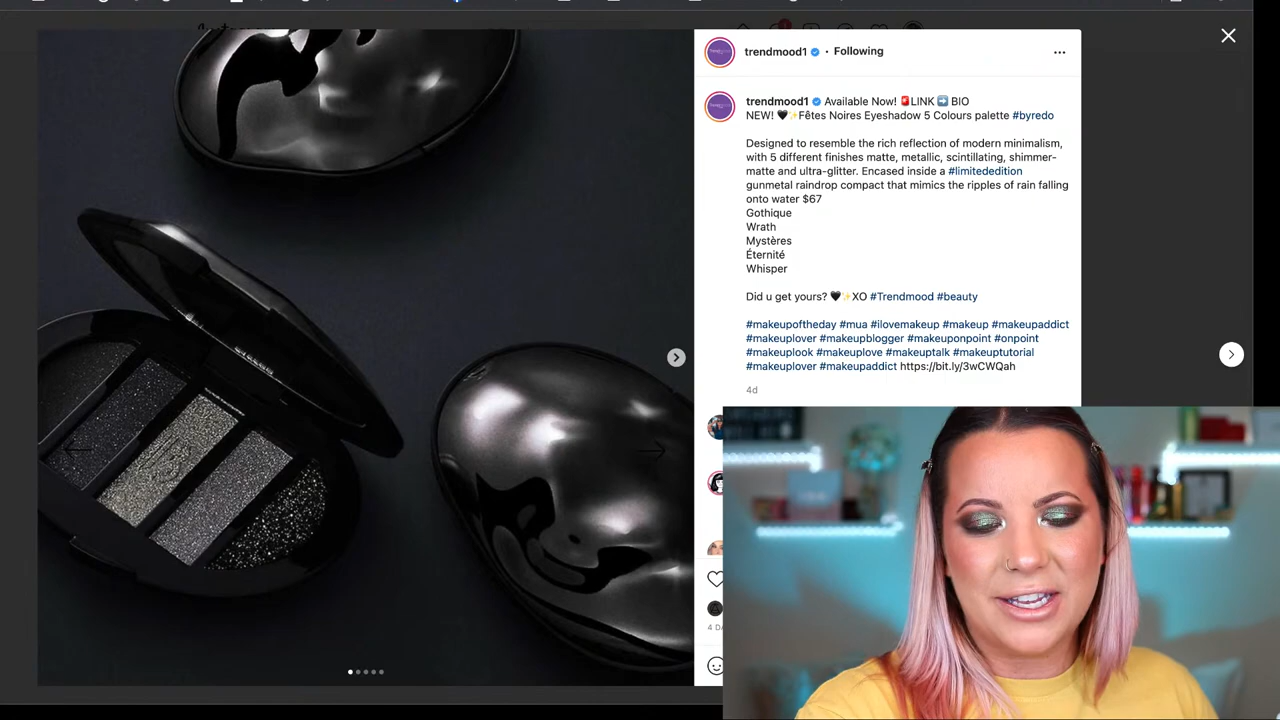 trendmood1 • Following
trendmood1 Available Now! 🚨LINK ➡️ BIO
NEW! 🖤✨Fêtes Noires Eyeshadow 5 Colours palette #byredo
Designed to resemble the rich reflection of modern minimalism,
with 5 different finishes matte, metallic, scintillating, shimmer-
matte and ultra-glitter. Encased inside a #limitededition
gunmetal raindrop compact that mimics the ripples of rain falling
onto water $67
Gothique
Wrath
Mystères
Éternité
Whisper
Did u get yours? 🖤✨XO #Trendmood #beauty
#makeupoftheday #mua #ilovemakeup #makeup #makeupaddict
#makeuplover #makeupblogger #makeuponpoint #onpoint
#makeuplook #makeuplove #makeuptalk #makeuptutorial
#makeuplover #makeupaddict https://bit.ly/3wCWQah
4d